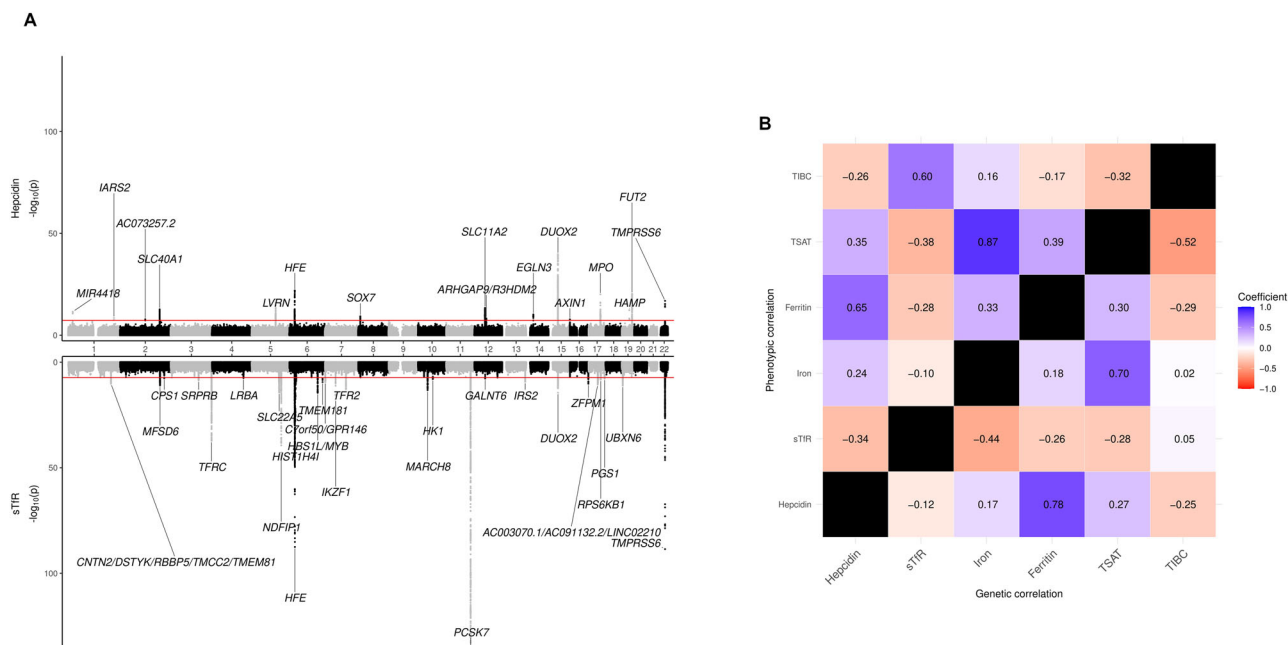 A
Hepcidin
-log10(p)
100
50
0
IARS2
AC073257.2
SLC40A1
MIR4418
HFE
LVRN
SOX7
SLC11A2
ARHGAP9/R3HDM2
EGLN3
DUOX2
AXIN1
MPO
FUT2
TMPRSS6
HAMP
1 2 3 4 5 6 7 8 9 10 11 12 13 14 15 16 17 18 19 20 21 22
sTfR
-log10(p)
0
50
100
CPS1
SRPRB
LRBA
MFSD6
TFRC
SLC22A5
TMEM181
TFR2
C7orf50/GPR146
HBS1L/MYB
HIST1H4I
IKZF1
NDFIP1
HK1
MARCH8
GALNT6
IRS2
ZFPM1
DUOX2
UBXN6
PGS1
RPS6KB1
AC003070.1/AC091132.2/LINC02210
TMPRSS6
CNTN2/DSTYK/RBBP5/TMCC2/TMEM81
HFE
PCSK7
B
Phenotypic correlation
TIBC −0.26 0.60 0.16 −0.17 −0.32
TSAT 0.35 −0.38 0.87 0.39 −0.52
Ferritin 0.65 −0.28 0.33 0.30 −0.29
Iron 0.24 −0.10 0.18 0.70 0.02
sTfR −0.34 −0.44 −0.26 −0.28 0.05
Hepcidin −0.12 0.17 0.78 0.27 −0.25
Hepcidin sTfR Iron Ferritin TSAT TIBC
Genetic correlation
Coefficient
1.0
0.5
0.0
−0.5
−1.0